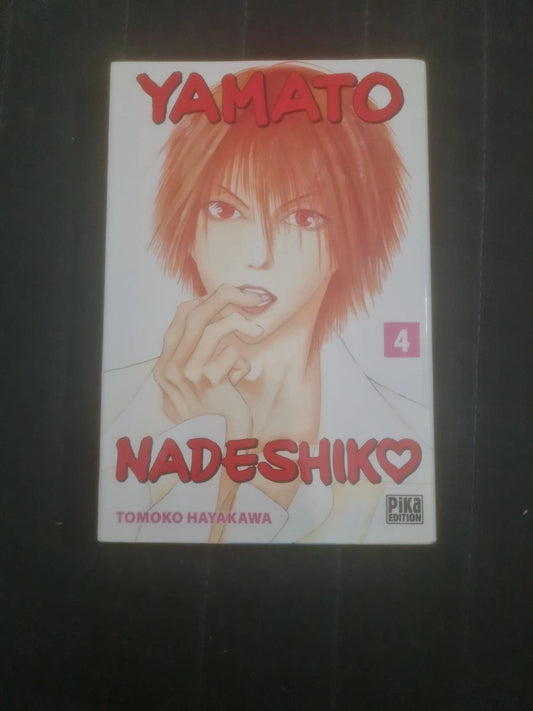 YAMATO
4
NADESHIKO
TOMOKO HAYAKAWA
PiKa
EDITION